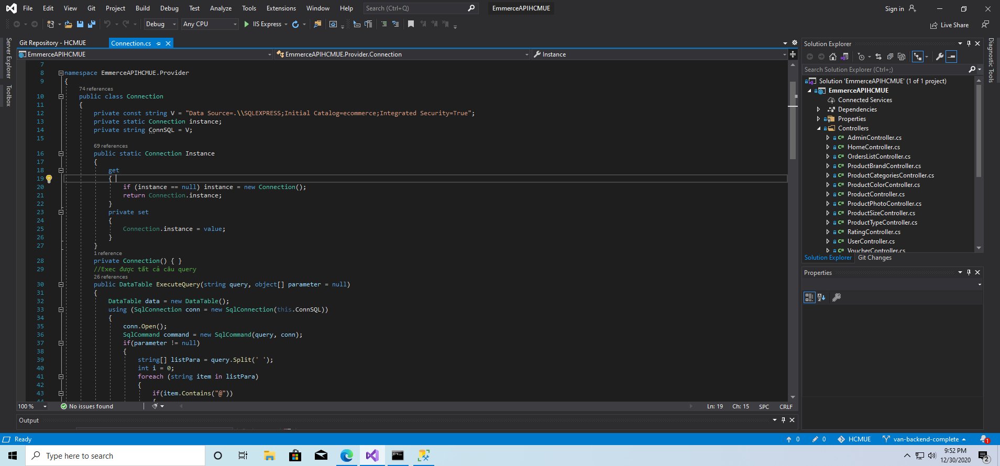 File Edit View Git Project Build Debug Test Analyze Tools Extensions Window Help Search (Ctrl+Q) EmmerceAPIHCMUE Sign in
Debug Any CPU IIS Express Live Share
Server Explorer
Toolbox
Git Repository - HCMUE Connection.cs
EmmerceAPIHCMUE EmmerceAPIHCMUE.Provider.Connection Instance
7
8 namespace EmmerceAPIHCMUE.Provider
9 {
74 references
10 public class Connection
11 {
12 private const string V = "Data Source=.\\SQLEXPRESS;Initial Catalog=ecommerce;Integrated Security=True";
13 private static Connection instance;
14 private string ConnSQL = V;
15
69 references
16 public static Connection Instance
17 {
18 get
19 {
20 if (instance == null) instance = new Connection();
21 return Connection.instance;
22 }
23 private set
24 {
25 Connection.instance = value;
26 }
27 }
1 reference
28 private Connection() { }
29 //Exec được tất cả câu query
26 references
30 public DataTable ExecuteQuery(string query, object[] parameter = null)
31 {
32 DataTable data = new DataTable();
33 using (SqlConnection conn = new SqlConnection(this.ConnSQL))
34 {
35 conn.Open();
36 SqlCommand command = new SqlCommand(query, conn);
37 if(parameter != null)
38 {
39 string[] listPara = query.Split(' ');
40 int i = 0;
41 foreach (string item in listPara)
42 {
43 if(item.Contains("@"))
44 {
100 % No issues found Ln: 19 Ch: 15 SPC CRLF
Output
Solution Explorer
Search Solution Explorer (Ctrl+;)
Solution 'EmmerceAPIHCMUE' (1 of 1 project)
EmmerceAPIHCMUE
Connected Services
Dependencies
Properties
Controllers
C# AdminController.cs
C# HomeController.cs
C# OrdersListController.cs
C# ProductBrandController.cs
C# ProductCategoriesController.cs
C# ProductColorController.cs
C# ProductController.cs
C# ProductPhotoController.cs
C# ProductSizeController.cs
C# ProductTypeController.cs
C# RatingController.cs
C# UserController.cs
C# VoucherController.cs
Solution Explorer Git Changes
Properties
Diagnostic Tools
Ready 0 0 HCMUE van-backend-complete 1
Type here to search 9:52 PM
12/30/2020 2